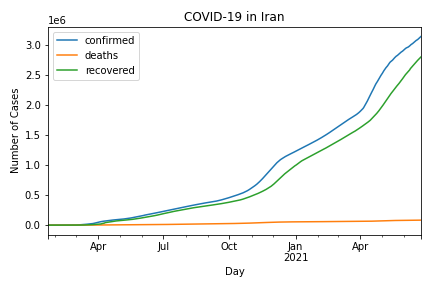 COVID-19 in Iran
1e6
confirmed
deaths
recovered
3.0
2.5
2.0
1.5
1.0
0.5
0.0
Number of Cases
Apr Jul Oct Jan Apr
2021
Day